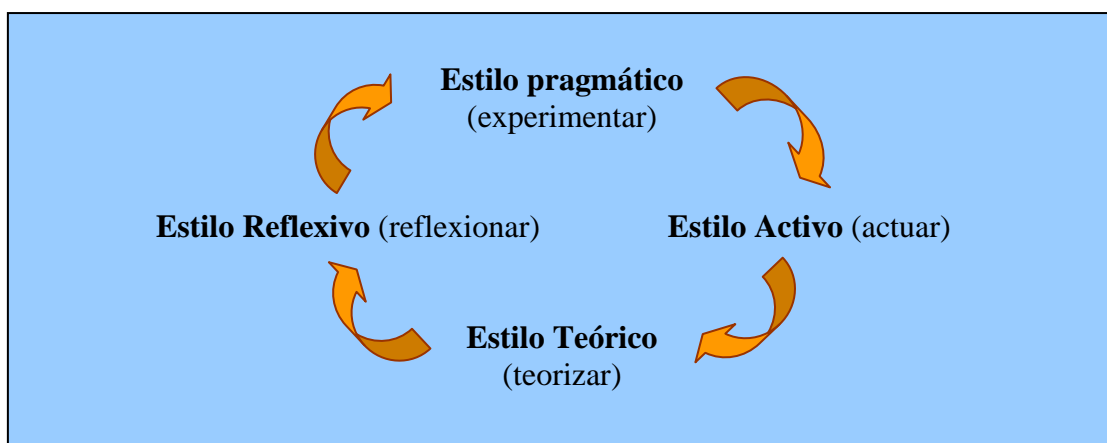 Estilo pragmático
(experimentar)
Estilo Reflexivo (reflexionar)
Estilo Activo (actuar)
Estilo Teórico
(teorizar)